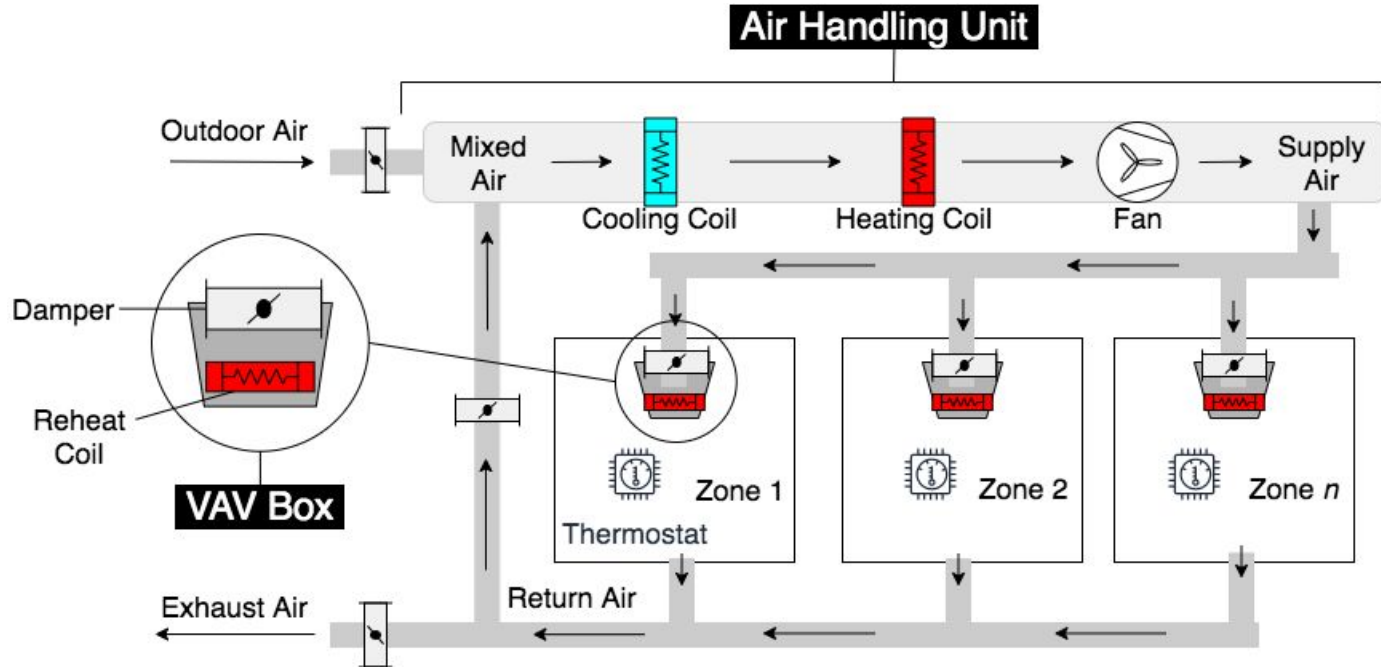 Air Handling Unit
Outdoor Air
Mixed
Air
Supply
Air
Cooling Coil
Heating Coil
Fan
Damper
Reheat
Coil
VAV Box
Zone 1
Thermostat
Zone 2
Zone n
Return Air
Exhaust Air